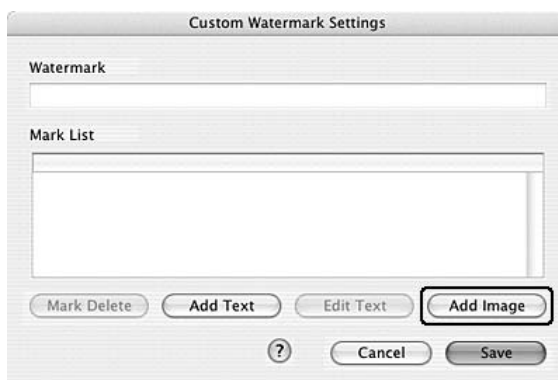 Custom Watermark Settings
Watermark
Mark List
Mark Delete Add Text Edit Text Add Image
? Cancel Save